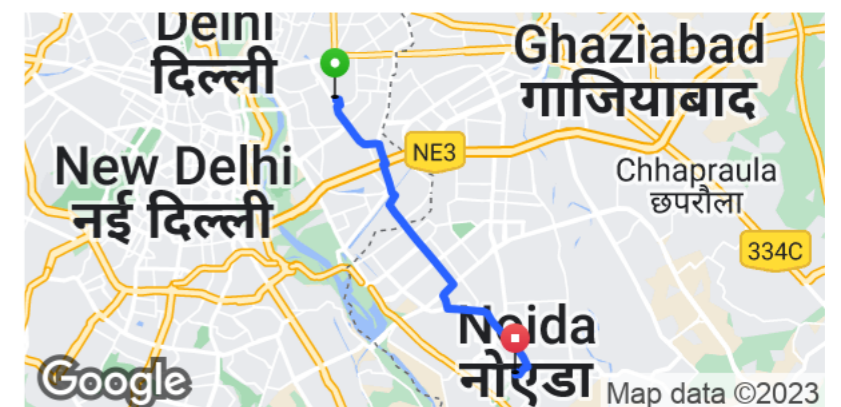 Delhi
दिल्ली
Ghaziabad
गाजियाबाद
NE3
New Delhi
नई दिल्ली
Chhapraula
छपरौला
334C
Noida
नोएडा
Google
Map data ©2023